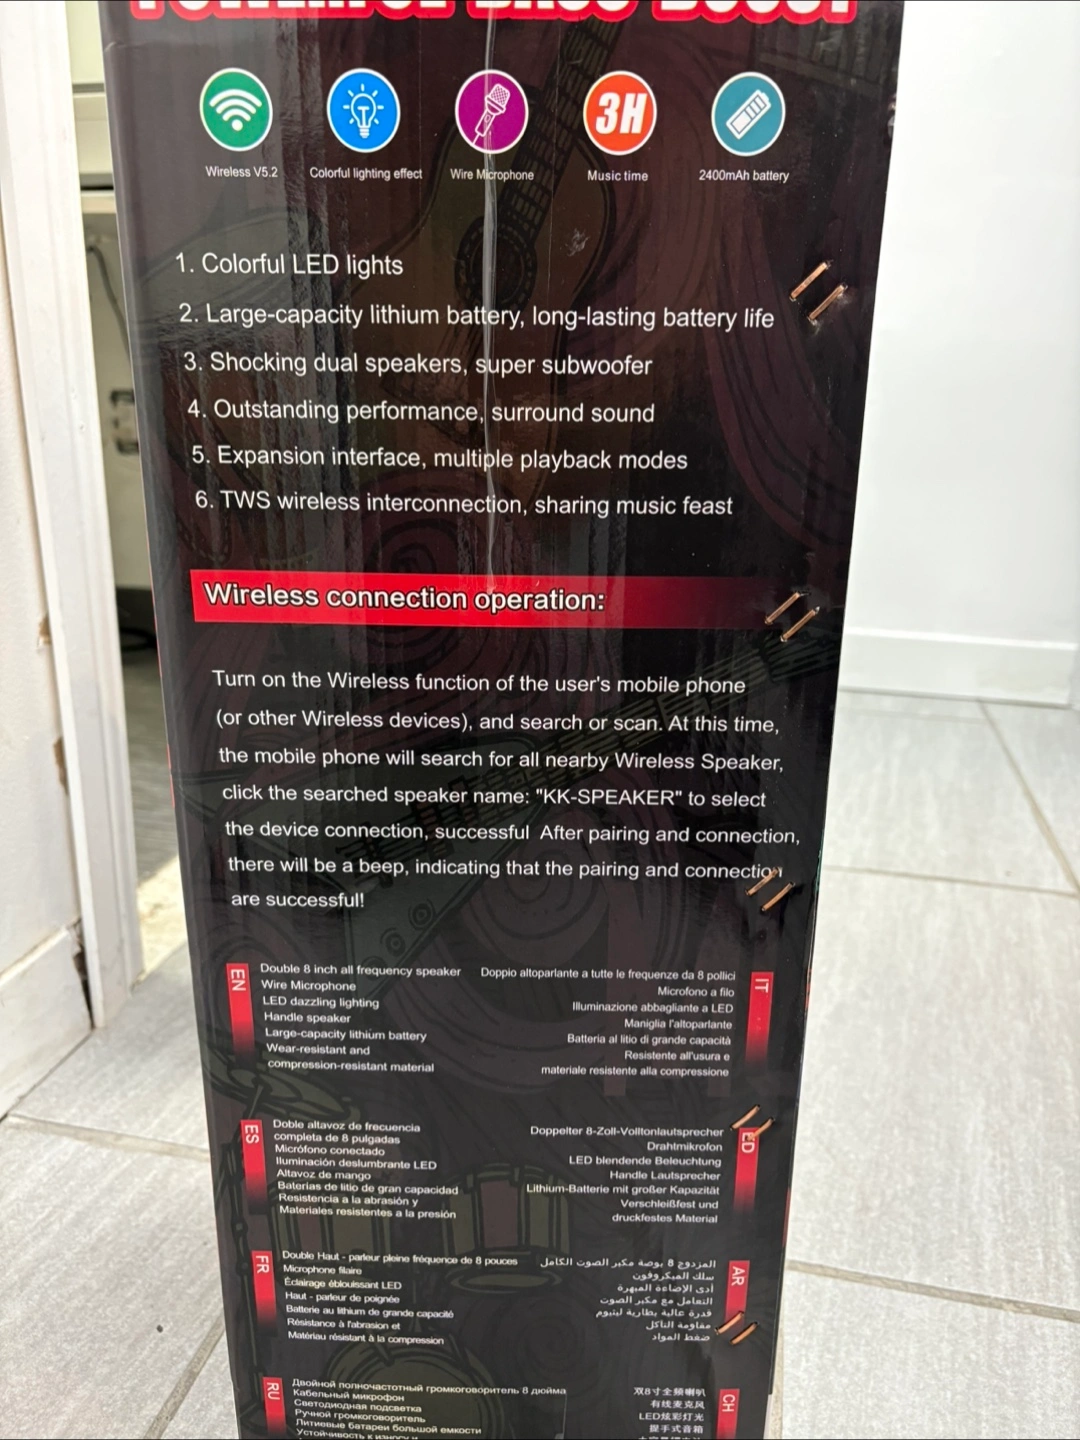 POWERFUL BASS BOOST
Wireless V5.2
Colorful lighting effect
Wire Microphone
3H
Music time
2400mAh battery
1. Colorful LED lights
2. Large-capacity lithium battery, long-lasting battery life
3. Shocking dual speakers, super subwoofer
4. Outstanding performance, surround sound
5. Expansion interface, multiple playback modes
6. TWS wireless interconnection, sharing music feast
Wireless connection operation:
Turn on the Wireless function of the user's mobile phone
(or other Wireless devices), and search or scan. At this time,
the mobile phone will search for all nearby Wireless Speaker,
click the searched speaker name: "KK-SPEAKER" to select
the device connection, successful After pairing and connection,
there will be a beep, indicating that the pairing and connection
are successful!
EN
Double 8 inch all frequency speaker
Wire Microphone
LED dazzling lighting
Handle speaker
Large-capacity lithium battery
Wear-resistant and
compression-resistant material
IT
Doppio altoparlante a tutte le frequenze da 8 pollici
Microfono a filo
Illuminazione abbagliante a LED
Maniglia l'altoparlante
Batteria al litio di grande capacità
Resistente all'usura e
materiale resistente alla compressione
ES
Doble altavoz de frecuencia
completa de 8 pulgadas
Micrófono conectado
Iluminación deslumbrante LED
Altavoz de mango
Baterías de litio de gran capacidad
Resistencia a la abrasión y
Materiales resistentes a la presión
ED
Doppelter 8-Zoll-Volltonlautsprecher
Drahtmikrofon
LED blendende Beleuchtung
Handle Lautsprecher
Lithium-Batterie mit großer Kapazität
Verschleißfest und
druckfestes Material
FR
Double Haut - parleur pleine fréquence de 8 pouces
Microphone filaire
Éclairage éblouissant LED
Haut - parleur de poignée
Batterie au lithium de grande capacité
Résistance à l'abrasion et
Matériau résistant à la compression
AR
المزدوج 8 بوصة مكبر الصوت الكامل
سلك الميكروفون
أدى الإضاءة المبهرة
التعامل مع مكبر الصوت
قدرة عالية بطارية ليثيوم
مقاومة التآكل
ضغط المواد
RU
Двойной полночастотный громкоговоритель 8 дюйма
Кабельный микрофон
Светодиодная подсветка
Ручной громкоговоритель
Литиевые батареи большой емкости
Устойчивость к износу и
CH
双8寸全频喇叭
有线麦克风
LED炫彩灯光
提手式音箱